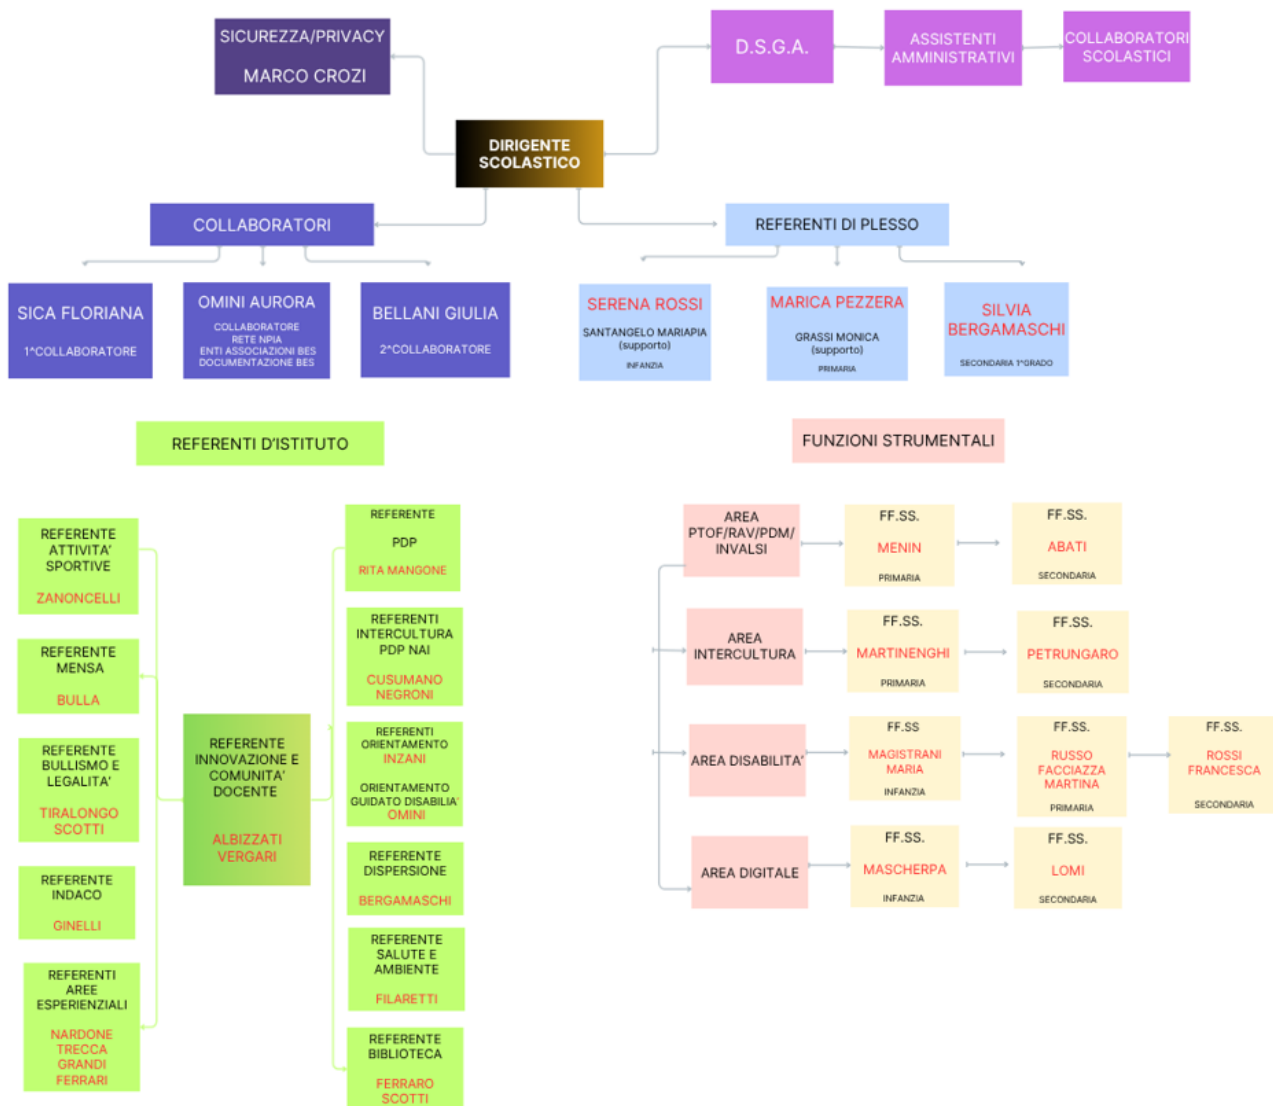 SICUREZZA/PRIVACY
MARCO CROZI
D.S.G.A.
ASSISTENTI
AMMINISTRATIVI
COLLABORATORI
SCOLASTICI
DIRIGENTE
SCOLASTICO
COLLABORATORI
REFERENTI DI PLESSO
SICA FLORIANA
1^COLLABORATORE
OMINI AURORA
COLLABORATORE
RETE NPIA
ENTI ASSOCIAZIONI BES
DOCUMENTAZIONE BES
BELLANI GIULIA
2^COLLABORATORE
SERENA ROSSI
SANTANGELO MARIAPIA
(supporto)
INFANZIA
MARICA PEZZERA
GRASSI MONICA
(supporto)
PRIMARIA
SILVIA
BERGAMASCHI
SECONDARIA 1^GRADO
REFERENTI D'ISTITUTO
REFERENTE
ATTIVITA'
SPORTIVE
ZANONCELLI
REFERENTE
MENSA
BULLA
REFERENTE
BULLISMO E
LEGALITA'
TIRALONGO
SCOTTI
REFERENTE
INDACO
GINELLI
REFERENTI
AREE
ESPERIENZIALI
NARDONE
TRECCA
GRANDI
FERRARI
REFERENTE
INNOVAZIONE E
COMUNITA'
DOCENTE
ALBIZZATI
VERGARI
REFERENTE
PDP
RITA MANGONE
REFERENTI
INTERCULTURA
PDP NAI
CUSUMANO
NEGRONI
REFERENTI
ORIENTAMENTO
INZANI
ORIENTAMENTO
GUIDATO DISABILIA'
OMINI
REFERENTE
DISPERSIONE
BERGAMASCHI
REFERENTE
SALUTE E
AMBIENTE
FILARETTI
REFERENTE
BIBLIOTECA
FERRARO
SCOTTI
FUNZIONI STRUMENTALI
AREA
PTOF/RAV/PDM/
INVALSI
FF.SS.
MENIN
PRIMARIA
FF.SS.
ABATI
SECONDARIA
AREA
INTERCULTURA
FF.SS.
MARTINENGHI
PRIMARIA
FF.SS.
PETRUNGARO
SECONDARIA
AREA DISABILITA'
FF.SS
MAGISTRANI
MARIA
INFANZIA
FF.SS.
RUSSO
FACCIAZZA
MARTINA
PRIMARIA
FF.SS.
ROSSI
FRANCESCA
SECONDARIA
AREA DIGITALE
FF.SS.
MASCHERPA
INFANZIA
FF.SS.
LOMI
SECONDARIA